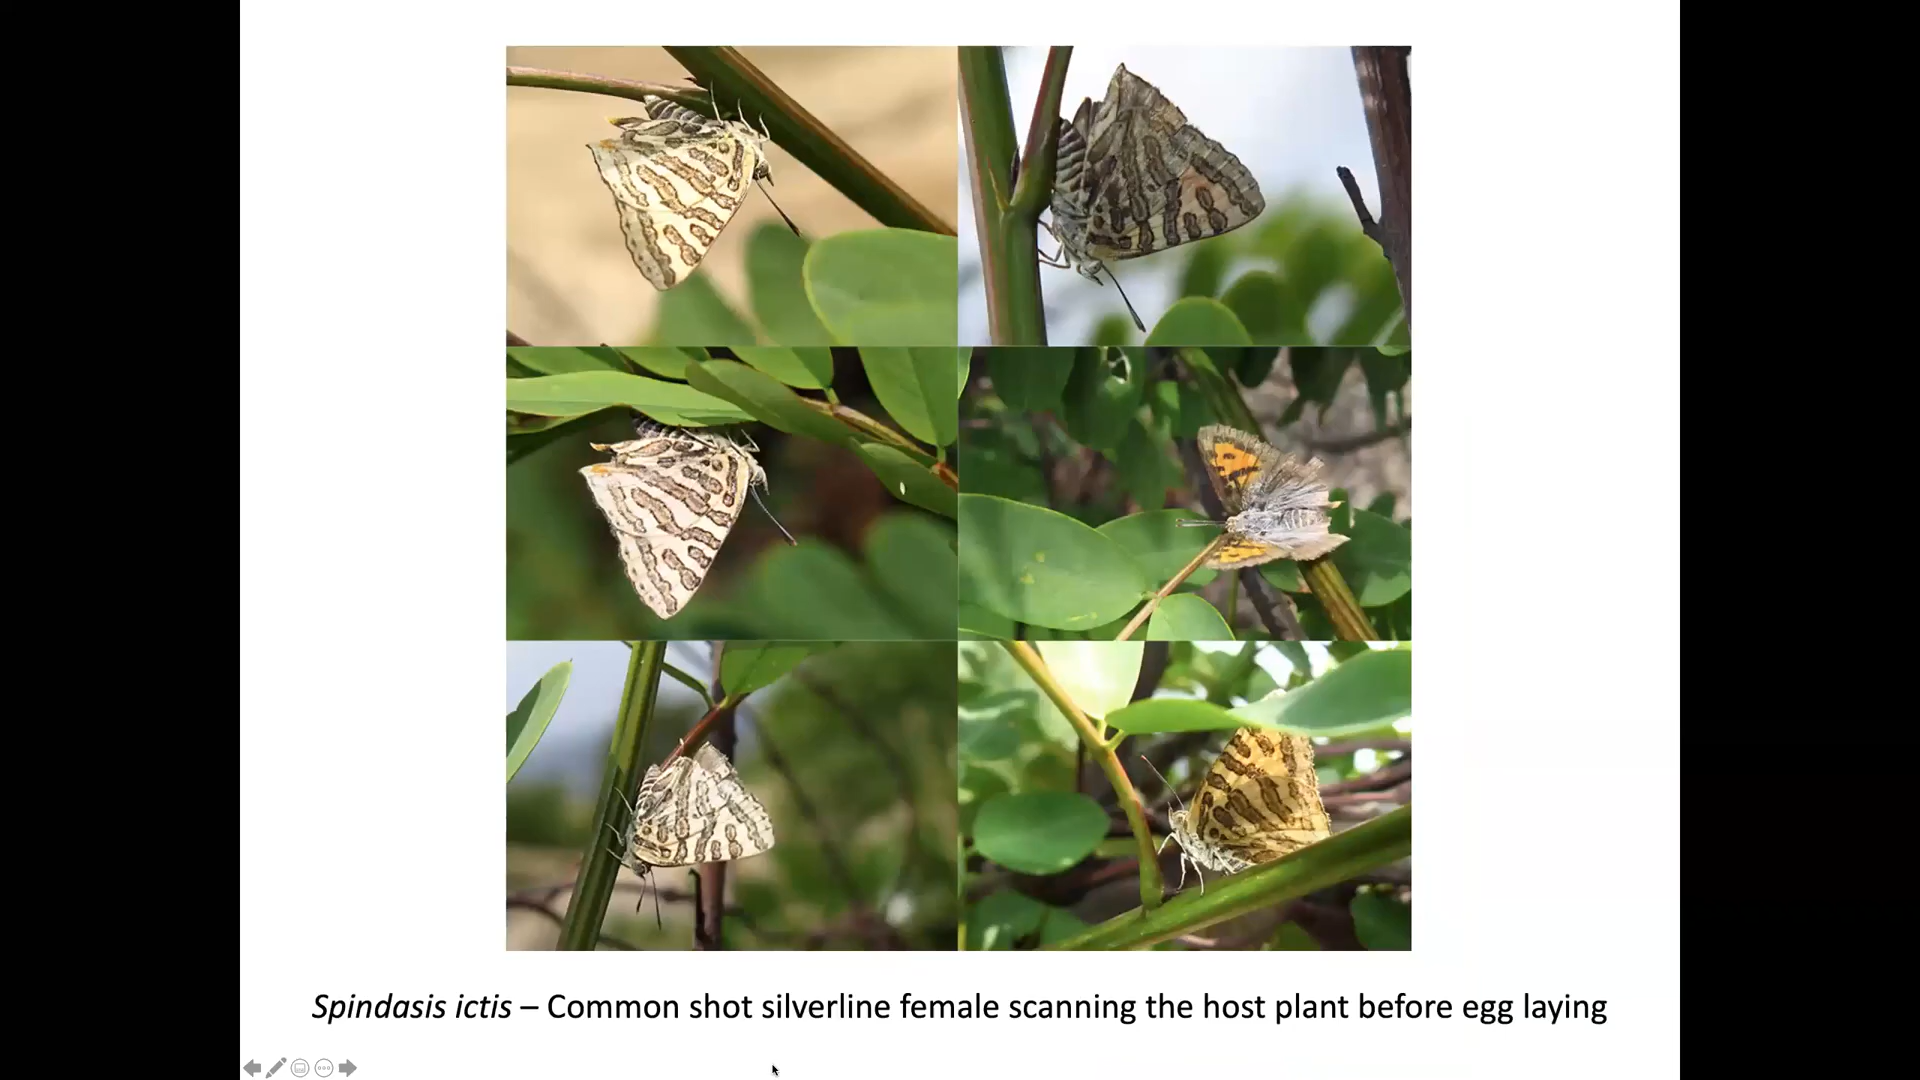 Spindasis ictis – Common shot silverline female scanning the host plant before egg laying